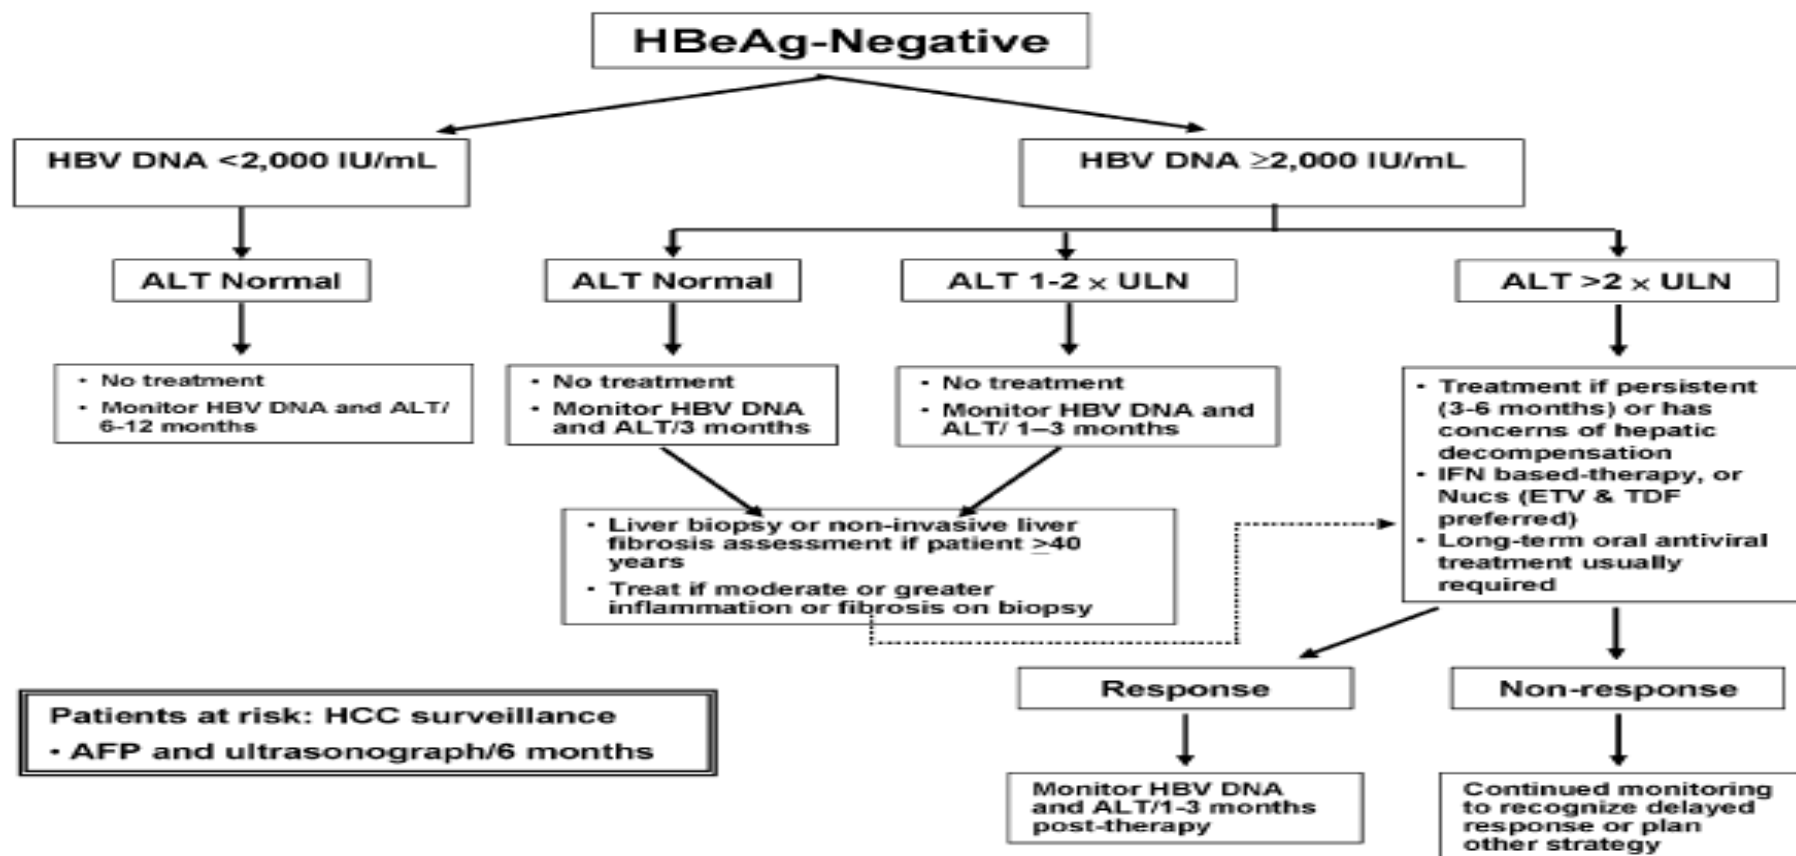 HBeAg-Negative
HBV DNA <2,000 IU/mL
HBV DNA ≥2,000 IU/mL
ALT Normal
ALT Normal
ALT 1-2 × ULN
ALT >2 × ULN
• No treatment
• Monitor HBV DNA and ALT/
6-12 months
• No treatment
• Monitor HBV DNA
and ALT/3 months
• No treatment
• Monitor HBV DNA and
ALT/ 1–3 months
• Treatment if persistent
(3-6 months) or has
concerns of hepatic
decompensation
• IFN based-therapy, or
Nucs (ETV & TDF
preferred)
• Long-term oral antiviral
treatment usually
required
• Liver biopsy or non-invasive liver
fibrosis assessment if patient ≥40
years
• Treat if moderate or greater
inflammation or fibrosis on biopsy
Response
Non-response
Patients at risk: HCC surveillance
• AFP and ultrasonograph/6 months
Monitor HBV DNA
and ALT/1-3 months
post-therapy
Continued monitoring
to recognize delayed
response or plan
other strategy